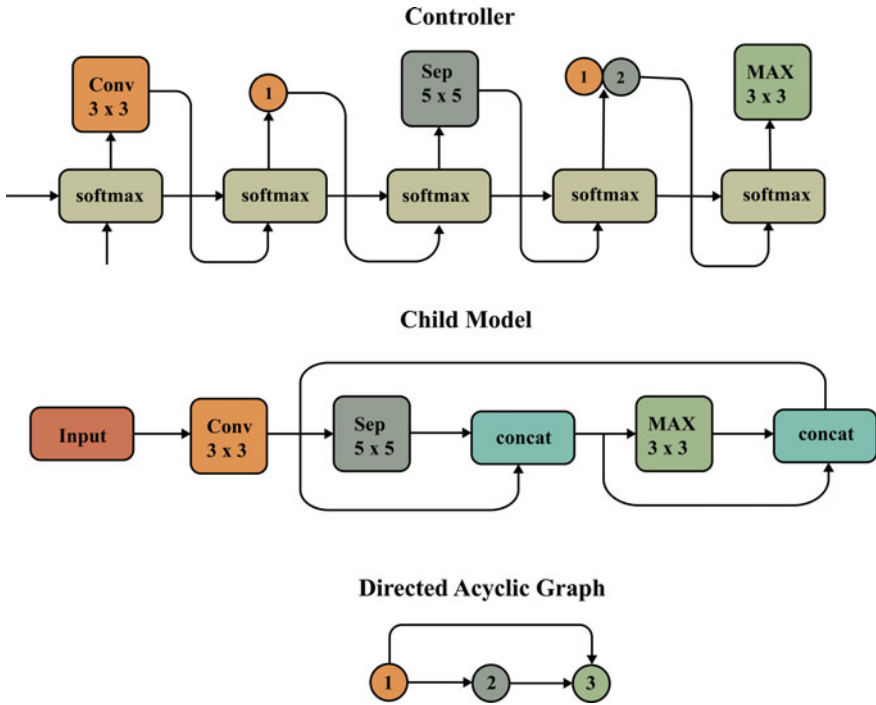 Controller
Conv
3 x 3
1
Sep
5 x 5
1 2
MAX
3 x 3
softmax softmax softmax softmax softmax
Child Model
Input
Conv
3 x 3
Sep
5 x 5
concat
MAX
3 x 3
concat
Directed Acyclic Graph
1 2 3